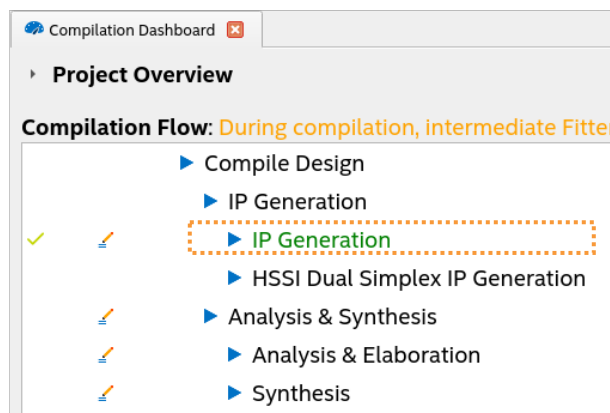 Compilation Dashboard
Project Overview
Compilation Flow: During compilation, intermediate Fitter
Compile Design
IP Generation
IP Generation
HSSI Dual Simplex IP Generation
Analysis & Synthesis
Analysis & Elaboration
Synthesis